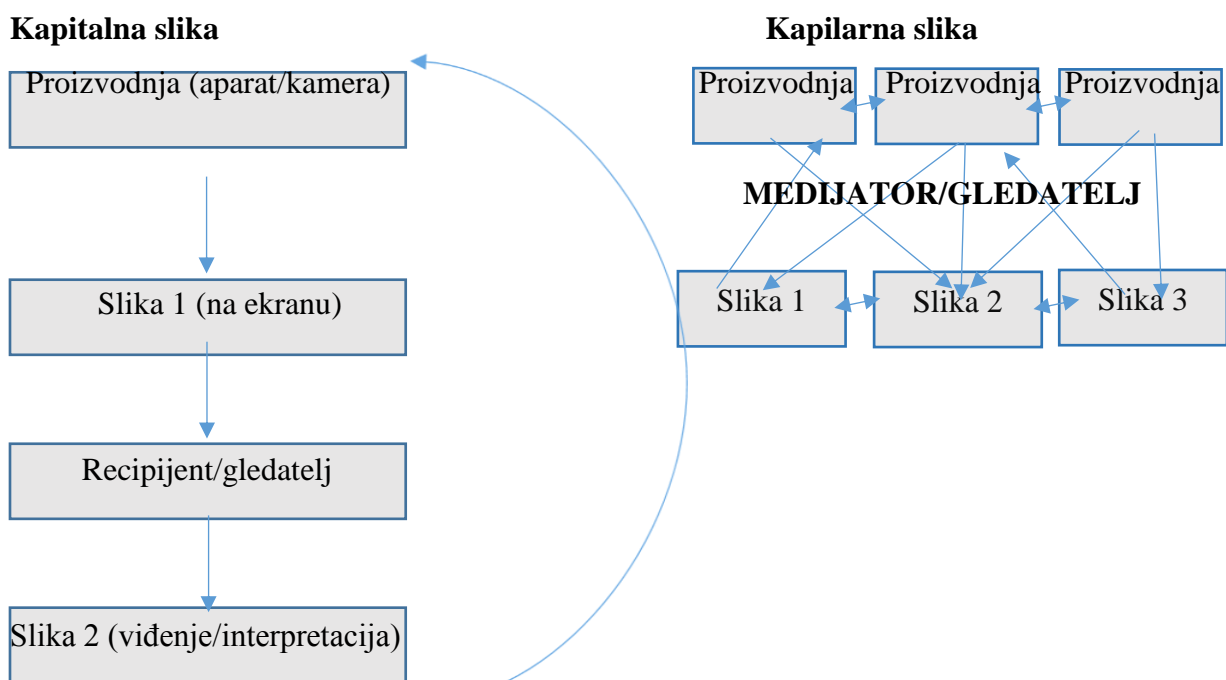 Kapitalna slika
Proizvodnja (aparat/kamera)
Slika 1 (na ekranu)
Recipijent/gledatelj
Slika 2 (viđenje/interpretacija)
Kapilarna slika
Proizvodnja Proizvodnja Proizvodnja
MEDIJATOR/GLEDATELJ
Slika 1 Slika 2 Slika 3